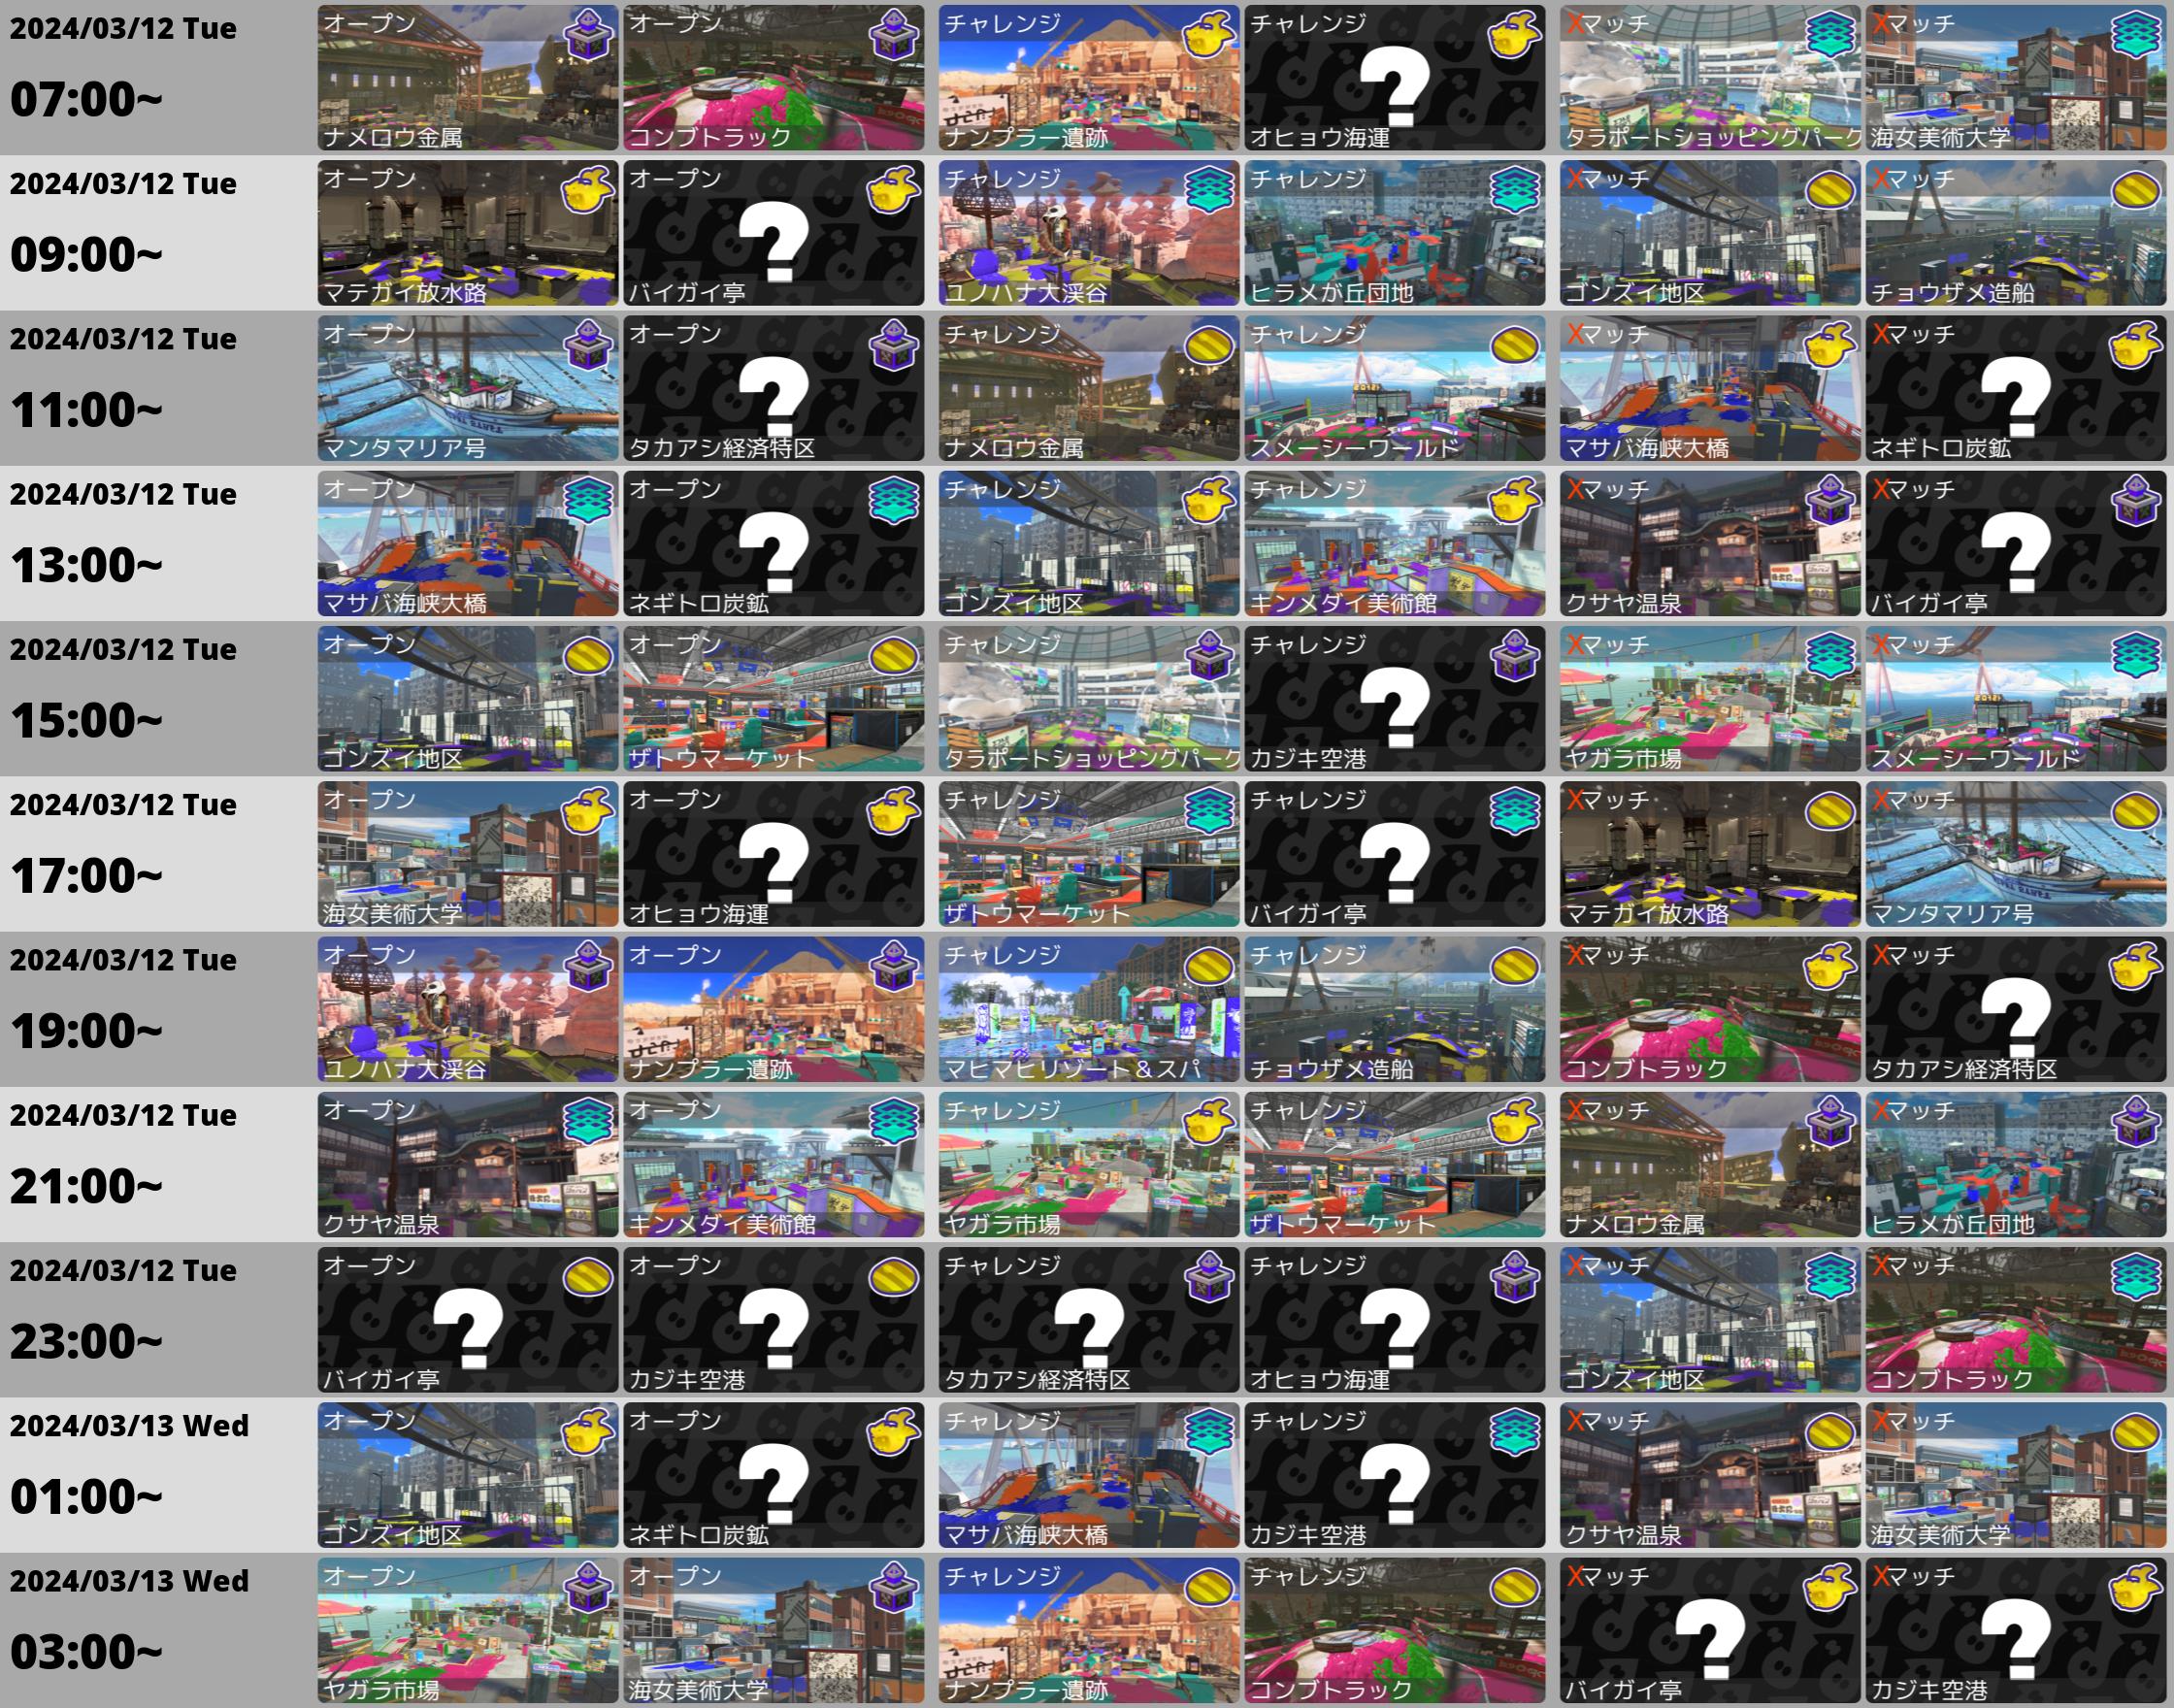 2024/03/12 Tue
07:00~
オープン
ナメロウ金属
オープン
コンブトラック
チャレンジ
ナンプラー遺跡
チャレンジ
オヒョウ海運
Xマッチ
タラポートショッピングパーク
Xマッチ
海女美術大学
2024/03/12 Tue
09:00~
オープン
マテガイ放水路
オープン
バイガイ亭
チャレンジ
ユノハナ大渓谷
チャレンジ
ヒラメが丘団地
Xマッチ
ゴンズイ地区
Xマッチ
チョウザメ造船
2024/03/12 Tue
11:00~
オープン
マンタマリア号
オープン
タカアシ経済特区
チャレンジ
ナメロウ金属
チャレンジ
スメーシーワールド
Xマッチ
マサバ海峡大橋
Xマッチ
ネギトロ炭鉱
2024/03/12 Tue
13:00~
オープン
マサバ海峡大橋
オープン
ネギトロ炭鉱
チャレンジ
ゴンズイ地区
チャレンジ
キンメダイ美術館
Xマッチ
クサヤ温泉
Xマッチ
バイガイ亭
2024/03/12 Tue
15:00~
オープン
ゴンズイ地区
オープン
ザトウマーケット
チャレンジ
タラポートショッピングパーク
チャレンジ
カジキ空港
Xマッチ
ヤガラ市場
Xマッチ
スメーシーワールド
2024/03/12 Tue
17:00~
オープン
海女美術大学
オープン
オヒョウ海運
チャレンジ
ザトウマーケット
チャレンジ
バイガイ亭
Xマッチ
マテガイ放水路
Xマッチ
マンタマリア号
2024/03/12 Tue
19:00~
オープン
ユノハナ大渓谷
オープン
ナンプラー遺跡
チャレンジ
マヒマヒリゾート＆スパ
チャレンジ
チョウザメ造船
Xマッチ
コンブトラック
Xマッチ
タカアシ経済特区
2024/03/12 Tue
21:00~
オープン
クサヤ温泉
オープン
キンメダイ美術館
チャレンジ
ヤガラ市場
チャレンジ
ザトウマーケット
Xマッチ
ナメロウ金属
Xマッチ
ヒラメが丘団地
2024/03/12 Tue
23:00~
オープン
バイガイ亭
オープン
カジキ空港
チャレンジ
タカアシ経済特区
チャレンジ
オヒョウ海運
Xマッチ
ゴンズイ地区
Xマッチ
コンブトラック
2024/03/13 Wed
01:00~
オープン
ゴンズイ地区
オープン
ネギトロ炭鉱
チャレンジ
マサバ海峡大橋
チャレンジ
カジキ空港
Xマッチ
クサヤ温泉
Xマッチ
海女美術大学
2024/03/13 Wed
03:00~
オープン
ヤガラ市場
オープン
海女美術大学
チャレンジ
ナンプラー遺跡
チャレンジ
コンブトラック
Xマッチ
バイガイ亭
Xマッチ
カジキ空港